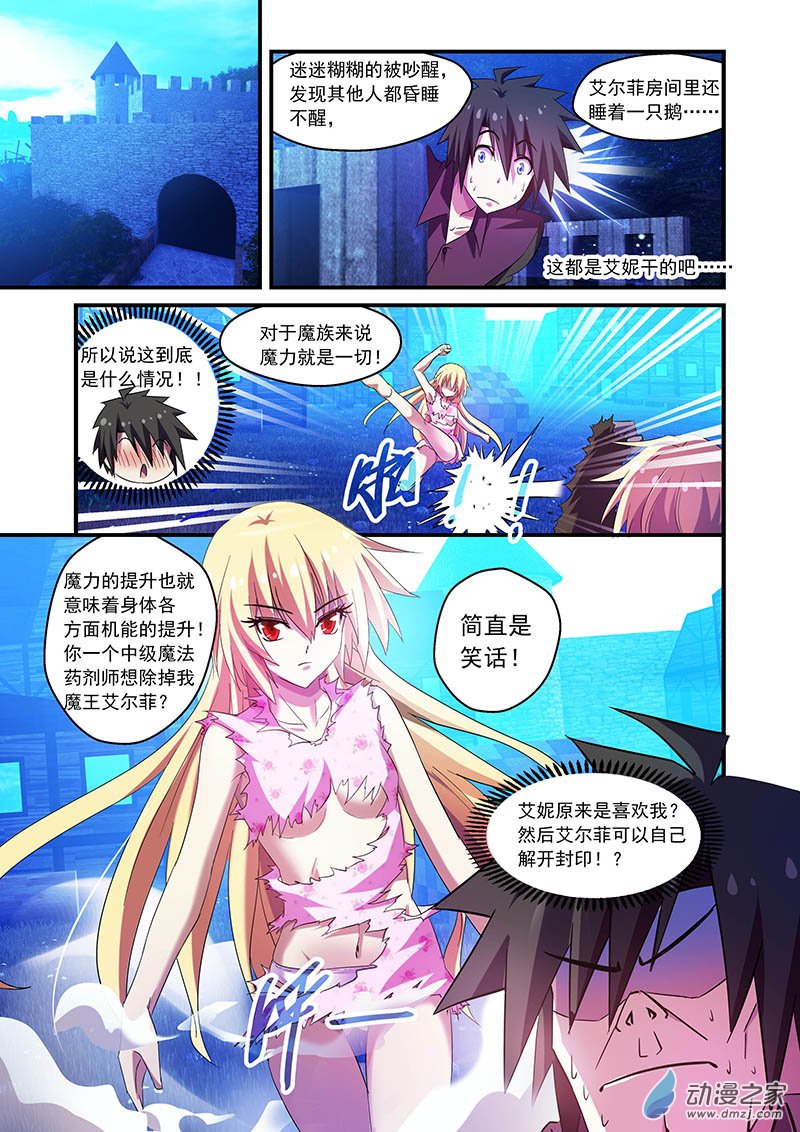 迷迷糊糊的被吵醒，
发现其他人都昏睡
不醒，
艾尔菲房间里还
睡着一只鹅……
这都是艾妮干的吧……
所以说这到底
是什么情况！！
对于魔族来说
魔力就是一切！
魔力的提升也就
意味着身体各
方面机能的提升！
你一个中级魔法
药剂师想除掉我
魔王艾尔菲？
简直是
笑话！
艾妮原来是喜欢我？
然后艾尔菲可以自己
解开封印！？
动漫之家
www.dmzj.com